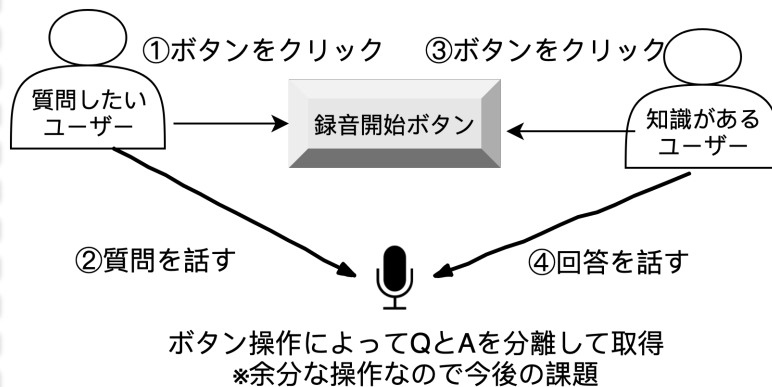 ①ボタンをクリック
③ボタンをクリック
質問したい
ユーザー
録音開始ボタン
知識がある
ユーザー
②質問を話す
④回答を話す
ボタン操作によってQとAを分離して取得
※余分な操作なので今後の課題